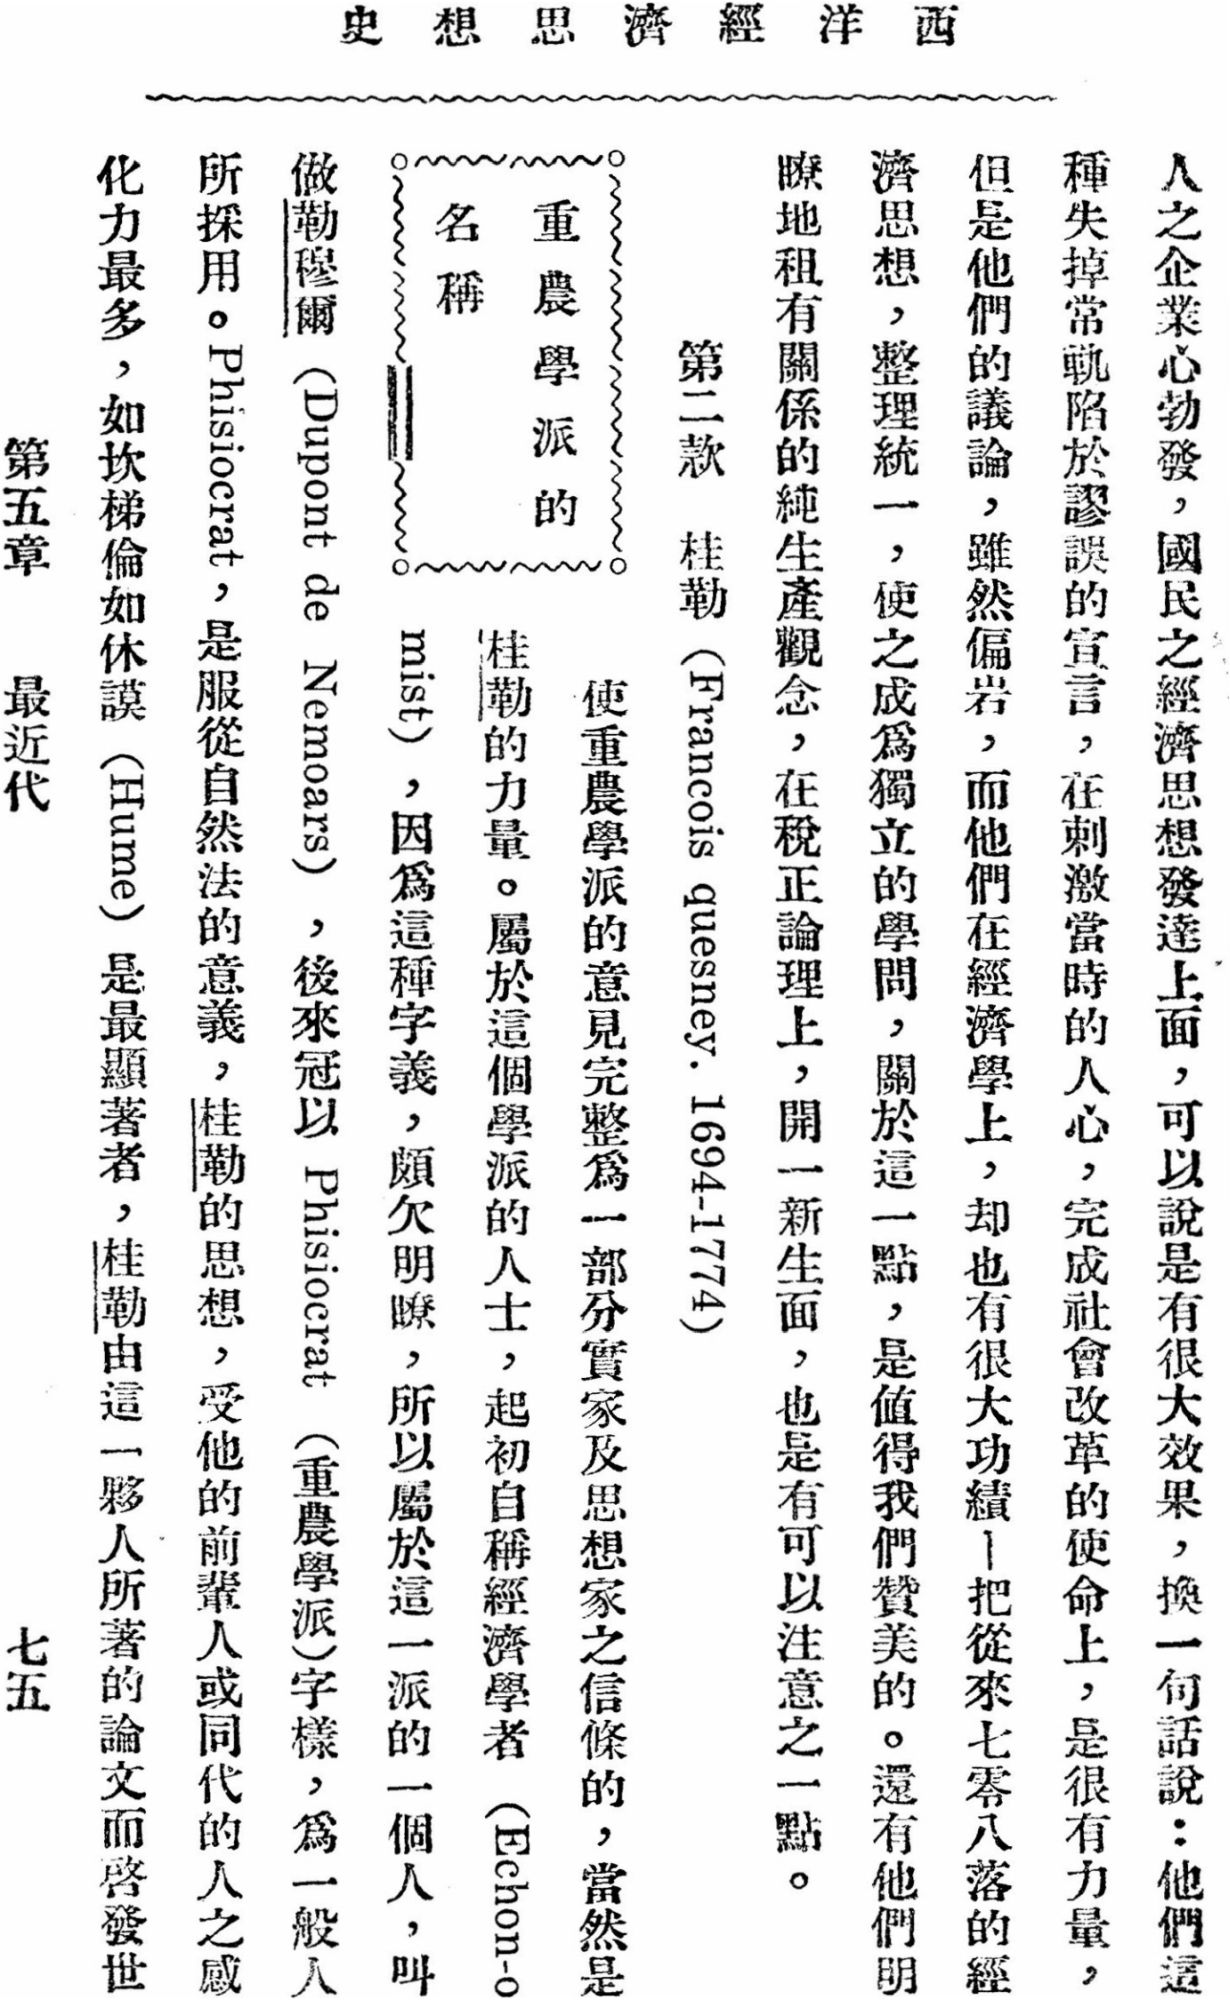 西洋經濟思想史
人之企業心勃發，國民之經濟思想發達上面，可以說是有很大效果，換一句話說：他們這
種失掉常軌陷於謬誤的宣言，在刺激當時的人心，完成社會改革的使命上，是很有力量，
但是他們的議論，雖然偏岩，而他們在經濟學上，却也有很大功績—把從來七零八落的經
濟思想，整理統一，使之成爲獨立的學問，關於這一點，是值得我們贊美的。還有他們明
瞭地租有關係的純生產觀念，在稅正論理上，開一新生面，也是有可以注意之一點。
第二款　桂勒（Francois quesney. 1694-1774）
重農學派的
名稱
使重農學派的意見完整爲一部分實家及思想家之信條的，當然是
桂勒的力量。屬於這個學派的人士，起初自稱經濟學者（Echon-o
mist），因爲這種字義，頗欠明瞭，所以屬於這一派的一個人，叫
做勒穆爾（Dupont de Nemoars），後來冠以 Phisiocrat（重農學派）字樣，爲一般人
所採用。Phisiocrat，是服從自然法的意義，桂勒的思想，受他的前輩人或同代的人之感
化力最多，如坎梯倫如休謨（Hume）是最顯著者，桂勒由這一夥人所著的論文而啓發世
第五章　最近代　七五